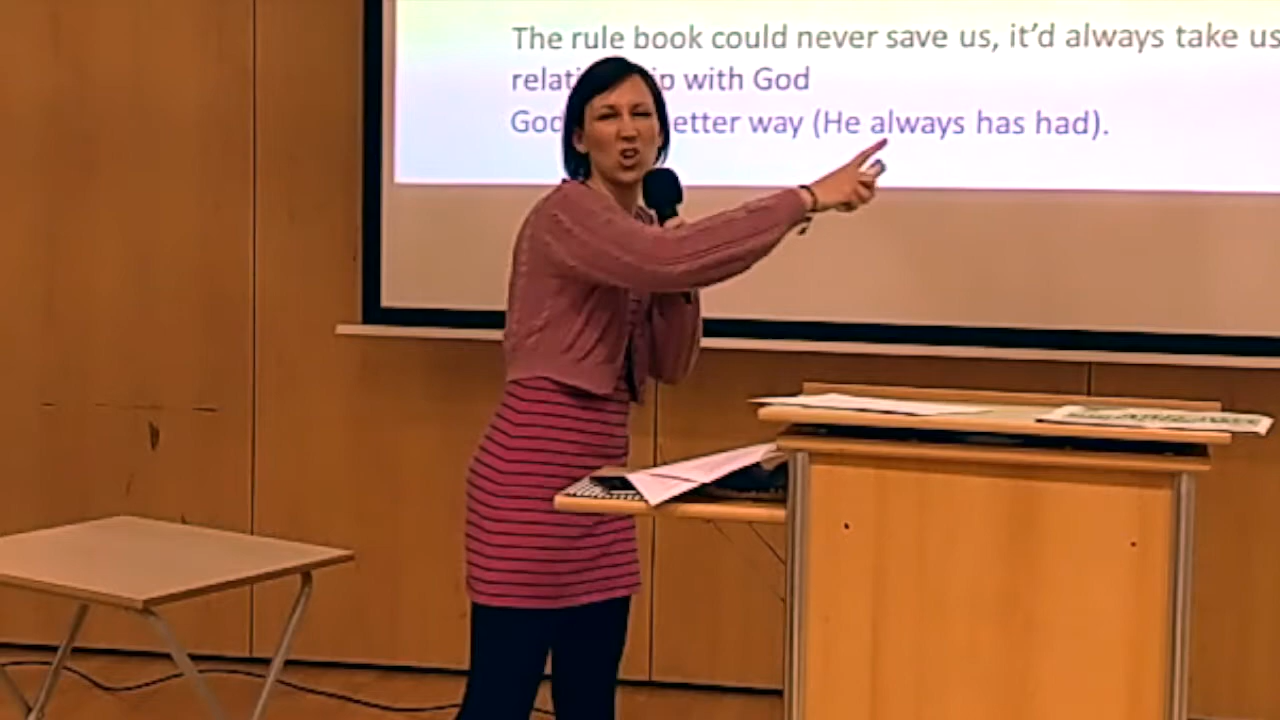 The rule book could never save us, it'd always take us
with God
God etter way (He always has had).